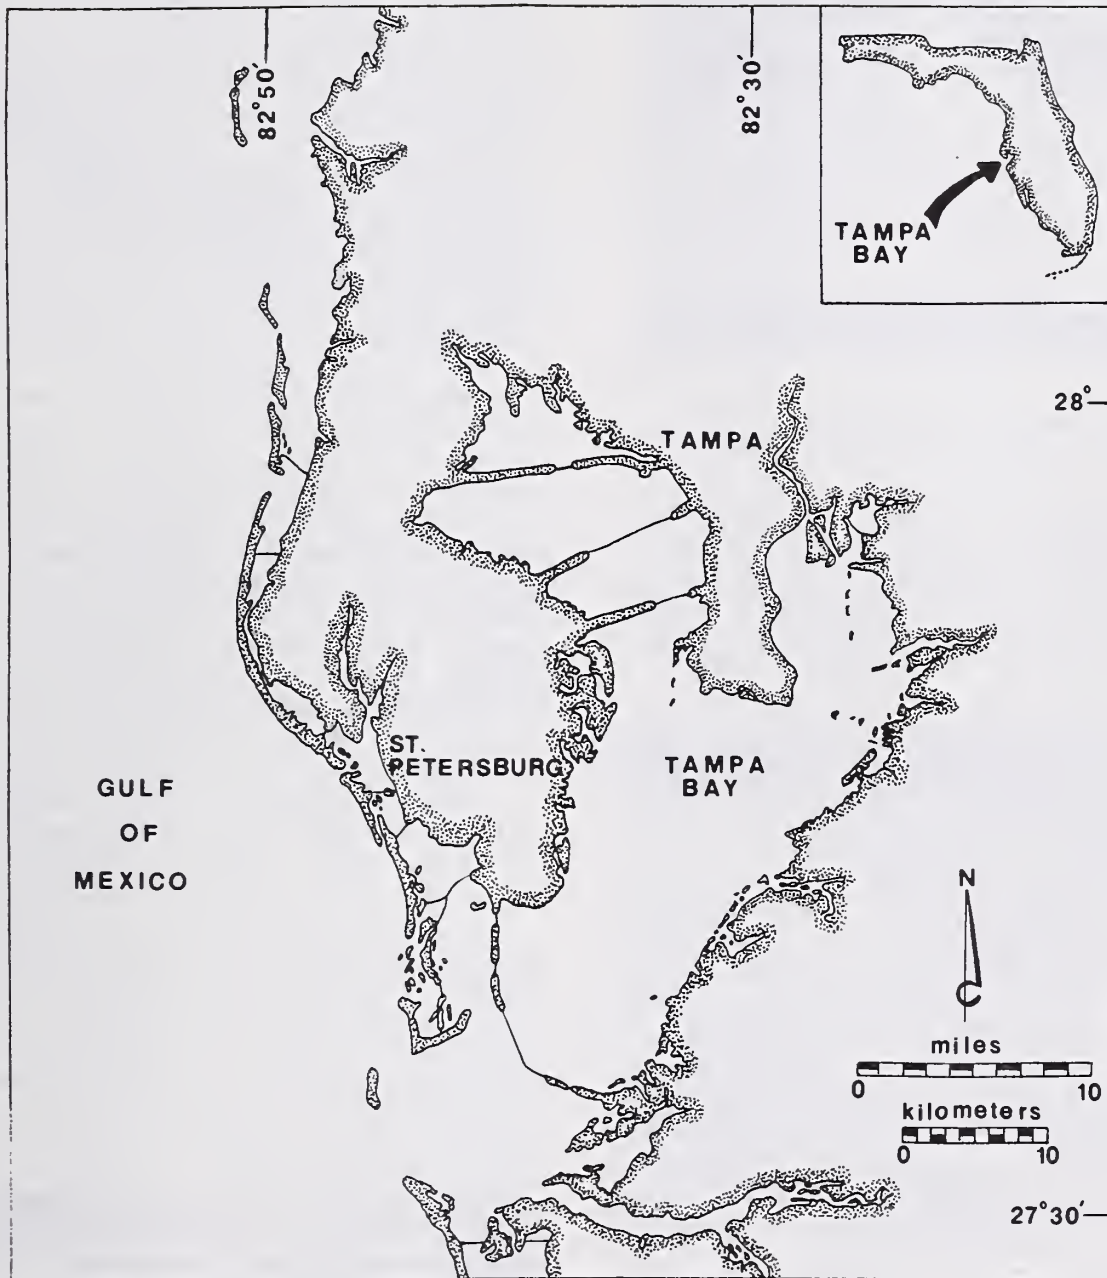 82°50'
82°30'
TAMPA
BAY
28°
TAMPA
ST.
PETERSBURG
TAMPA
BAY
GULF
OF
MEXICO
N
miles
0 10
kilometers
0 10
27°30'